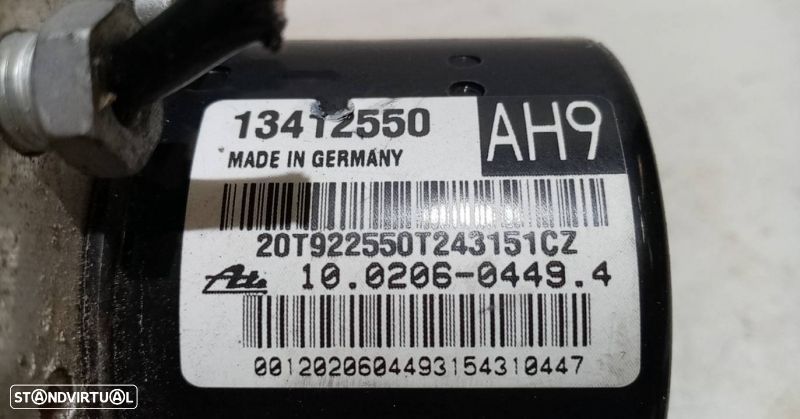 13412550
AH9
MADE IN GERMANY
20T922550T243151CZ
Ate 10.0206-0449.4
0012020604493154310447
STANDVIRTUAL